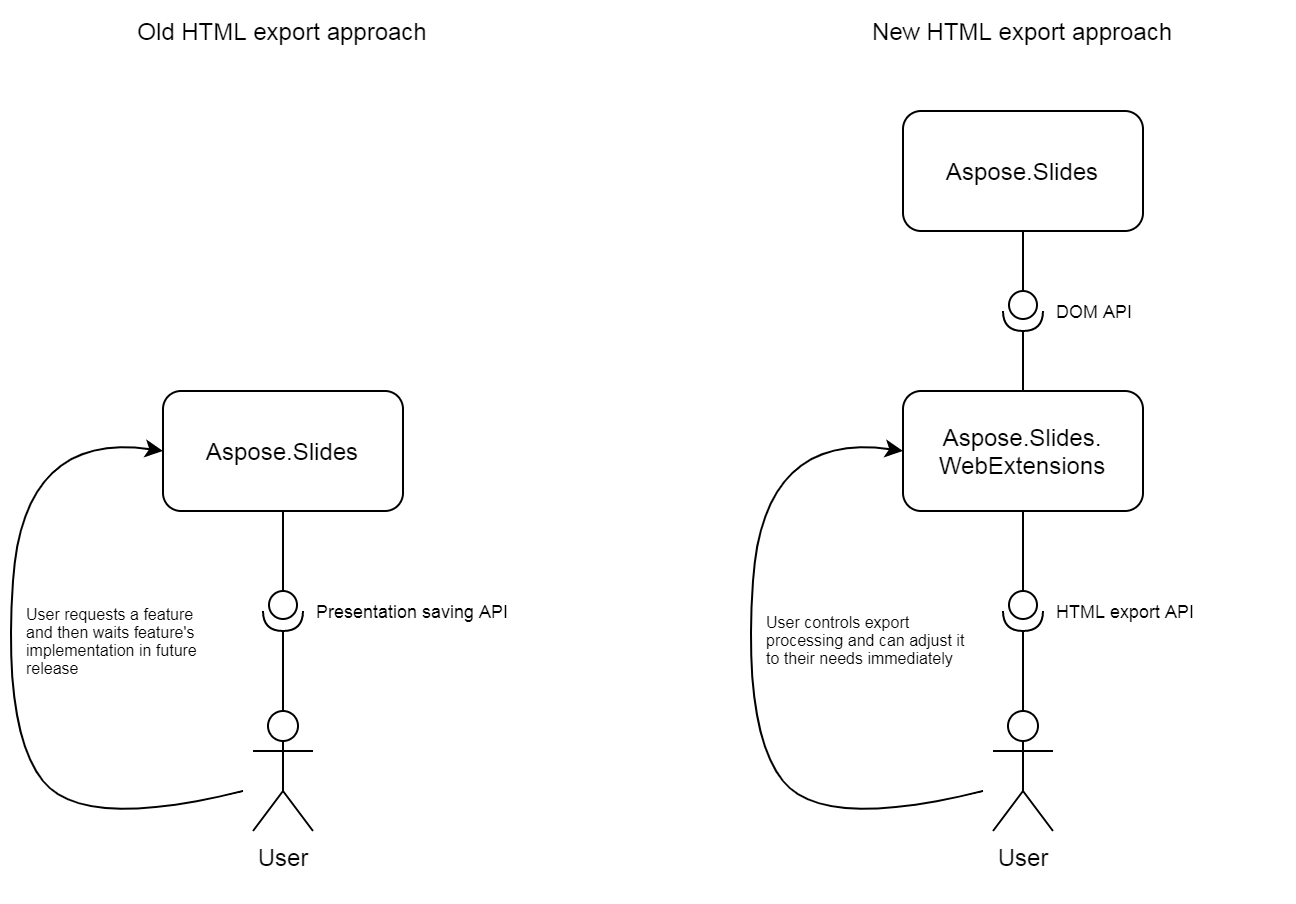 Old HTML export approach
New HTML export approach
Aspose.Slides
DOM API
Aspose.Slides
Aspose.Slides.
WebExtensions
User requests a feature
and then waits feature's
implementation in future
release
Presentation saving API
User controls export
processing and can adjust it
to their needs immediately
HTML export API
User
User